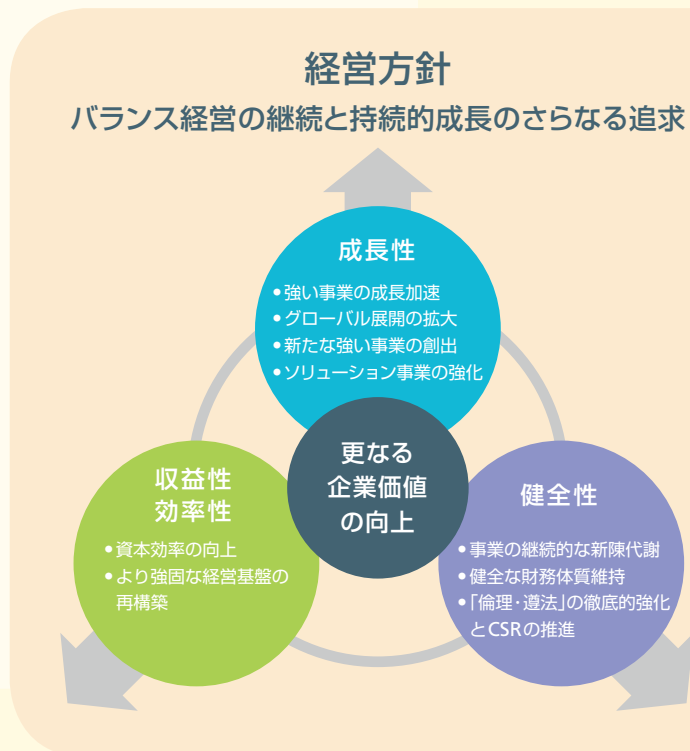 経営方針
バランス経営の継続と持続的成長のさらなる追求
成長性
•強い事業の成長加速
•グローバル展開の拡大
•新たな強い事業の創出
•ソリューション事業の強化
更なる
企業価値
の向上
収益性
効率性
•資本効率の向上
•より強固な経営基盤の
再構築
健全性
•事業の継続的な新陳代謝
•健全な財務体質維持
•「倫理・遵法」の徹底的強化
とCSRの推進